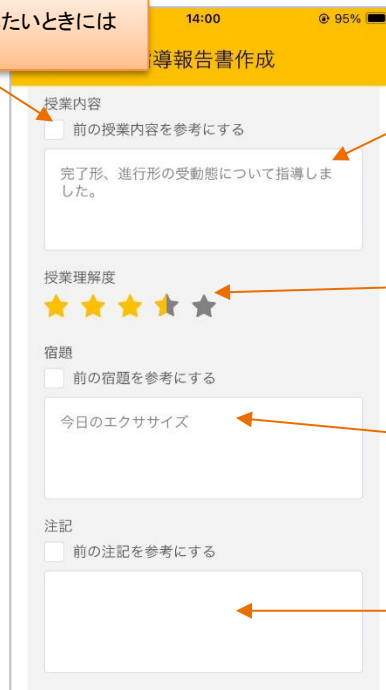 たいときには
14:00
95%
指導報告書作成
授業内容
前の授業内容を参考にする
完了形、進行形の受動態について指導しま
した。
授業理解度
宿題
前の宿題を参考にする
今日のエクササイズ
注記
前の注記を参考にする